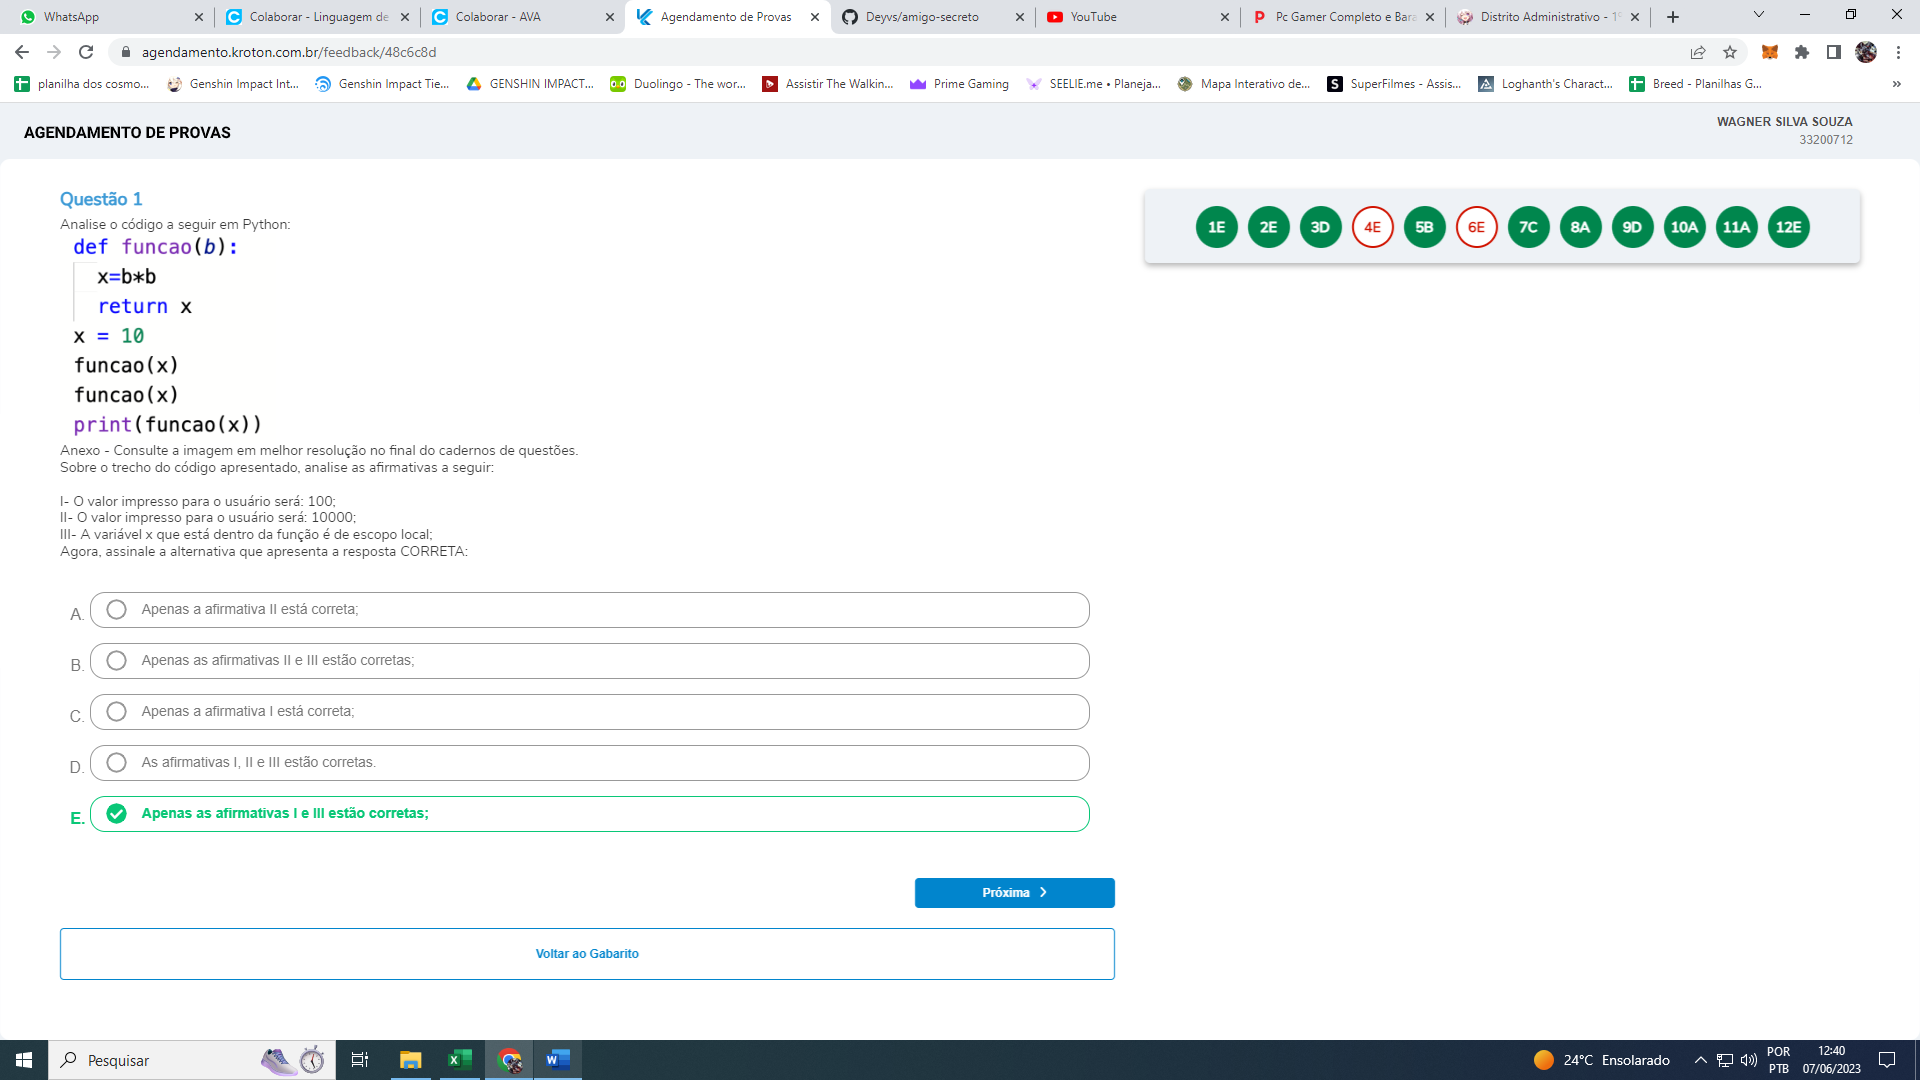 WhatsApp
Colaborar - Linguagem de
Colaborar - AVA
Agendamento de Provas
Deyvs/amigo-secreto
YouTube
Pc Gamer Completo e Bara
Distrito Administrativo - 1º
agendamento.kroton.com.br/feedback/48c6c8d
planilha dos cosmo...
Genshin Impact Int...
Genshin Impact Tie...
GENSHIN IMPACT...
Duolingo - The wor...
Assistir The Walkin...
Prime Gaming
SEELIE.me • Planeja...
Mapa Interativo de...
SuperFilmes - Assis...
Loghanth's Charact...
Breed - Planilhas G...
»
AGENDAMENTO DE PROVAS
WAGNER SILVA SOUZA
33200712
Questão 1
1E 2E 3D 4E 5B 6E 7C 8A 9D 10A 11A 12E
Analise o código a seguir em Python:
def funcao(b):
x=b*b
return x
x = 10
funcao(x)
funcao(x)
print(funcao(x))
Anexo - Consulte a imagem em melhor resolução no final do cadernos de questões.
Sobre o trecho do código apresentado, analise as afirmativas a seguir:
I- O valor impresso para o usuário será: 100;
II- O valor impresso para o usuário será: 10000;
III- A variável x que está dentro da função é de escopo local;
Agora, assinale a alternativa que apresenta a resposta CORRETA:
A. Apenas a afirmativa II está correta;
B. Apenas as afirmativas II e III estão corretas;
C. Apenas a afirmativa I está correta;
D. As afirmativas I, II e III estão corretas.
E. Apenas as afirmativas I e III estão corretas;
Próxima
Voltar ao Gabarito
Pesquisar
24°C Ensolarado
POR
PTB
12:40
07/06/2023